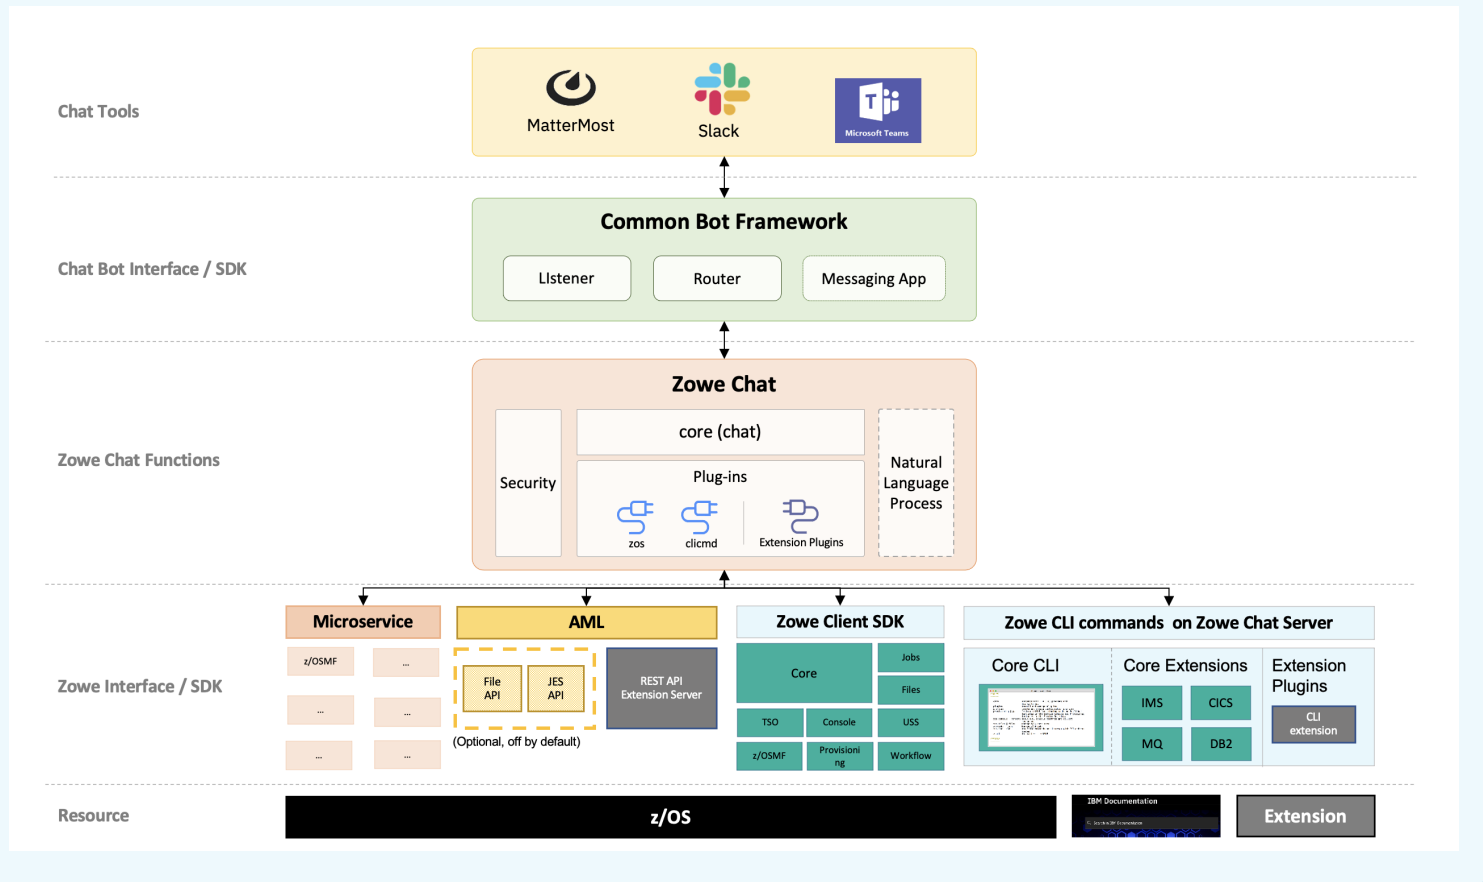 Chat Tools
MatterMost
Slack
Microsoft Teams
Chat Bot Interface / SDK
Common Bot Framework
LIstener
Router
Messaging App
Zowe Chat Functions
Zowe Chat
Security
core (chat)
Plug-ins
zos
clicmd
Extension Plugins
Natural
Language
Process
Zowe Interface / SDK
Microservice
z/OSMF
...
...
...
...
...
AML
File
API
JES
API
(Optional, off by default)
REST API
Extension Server
Zowe Client SDK
Core
Jobs
Files
TSO
Console
USS
z/OSMF
Provisioni
ng
Workflow
Zowe CLI commands on Zowe Chat Server
Core CLI
Core Extensions
IMS
CICS
MQ
DB2
Extension
Plugins
CLI
extension
Resource
z/OS
IBM Documentation
Extension